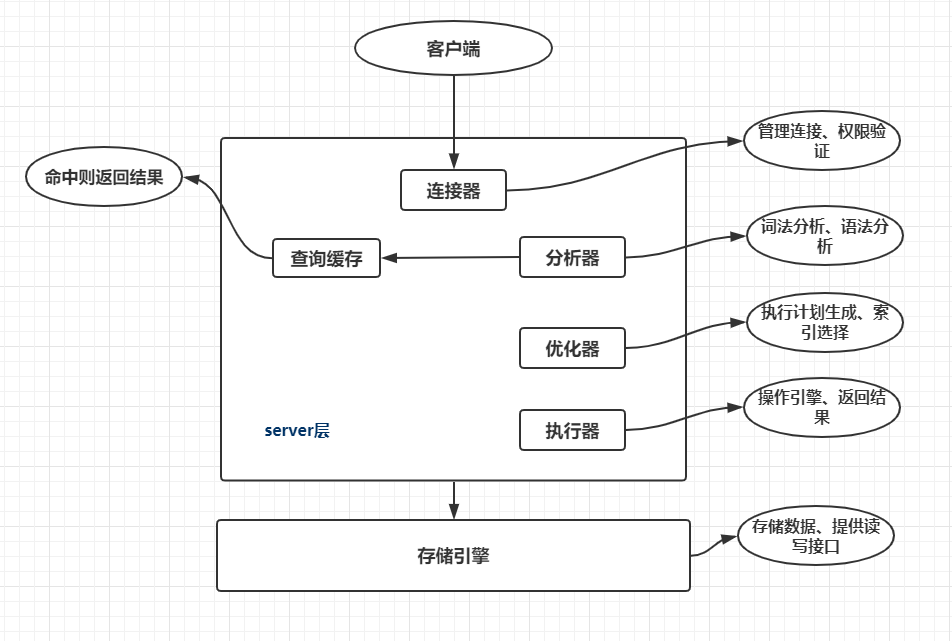 客户端
管理连接、权限验
证
命中则返回结果
连接器
词法分析、语法分
析
查询缓存
分析器
执行计划生成、索
引选择
优化器
操作引擎、返回结
果
server层
执行器
存储数据、提供读
写接口
存储引擎